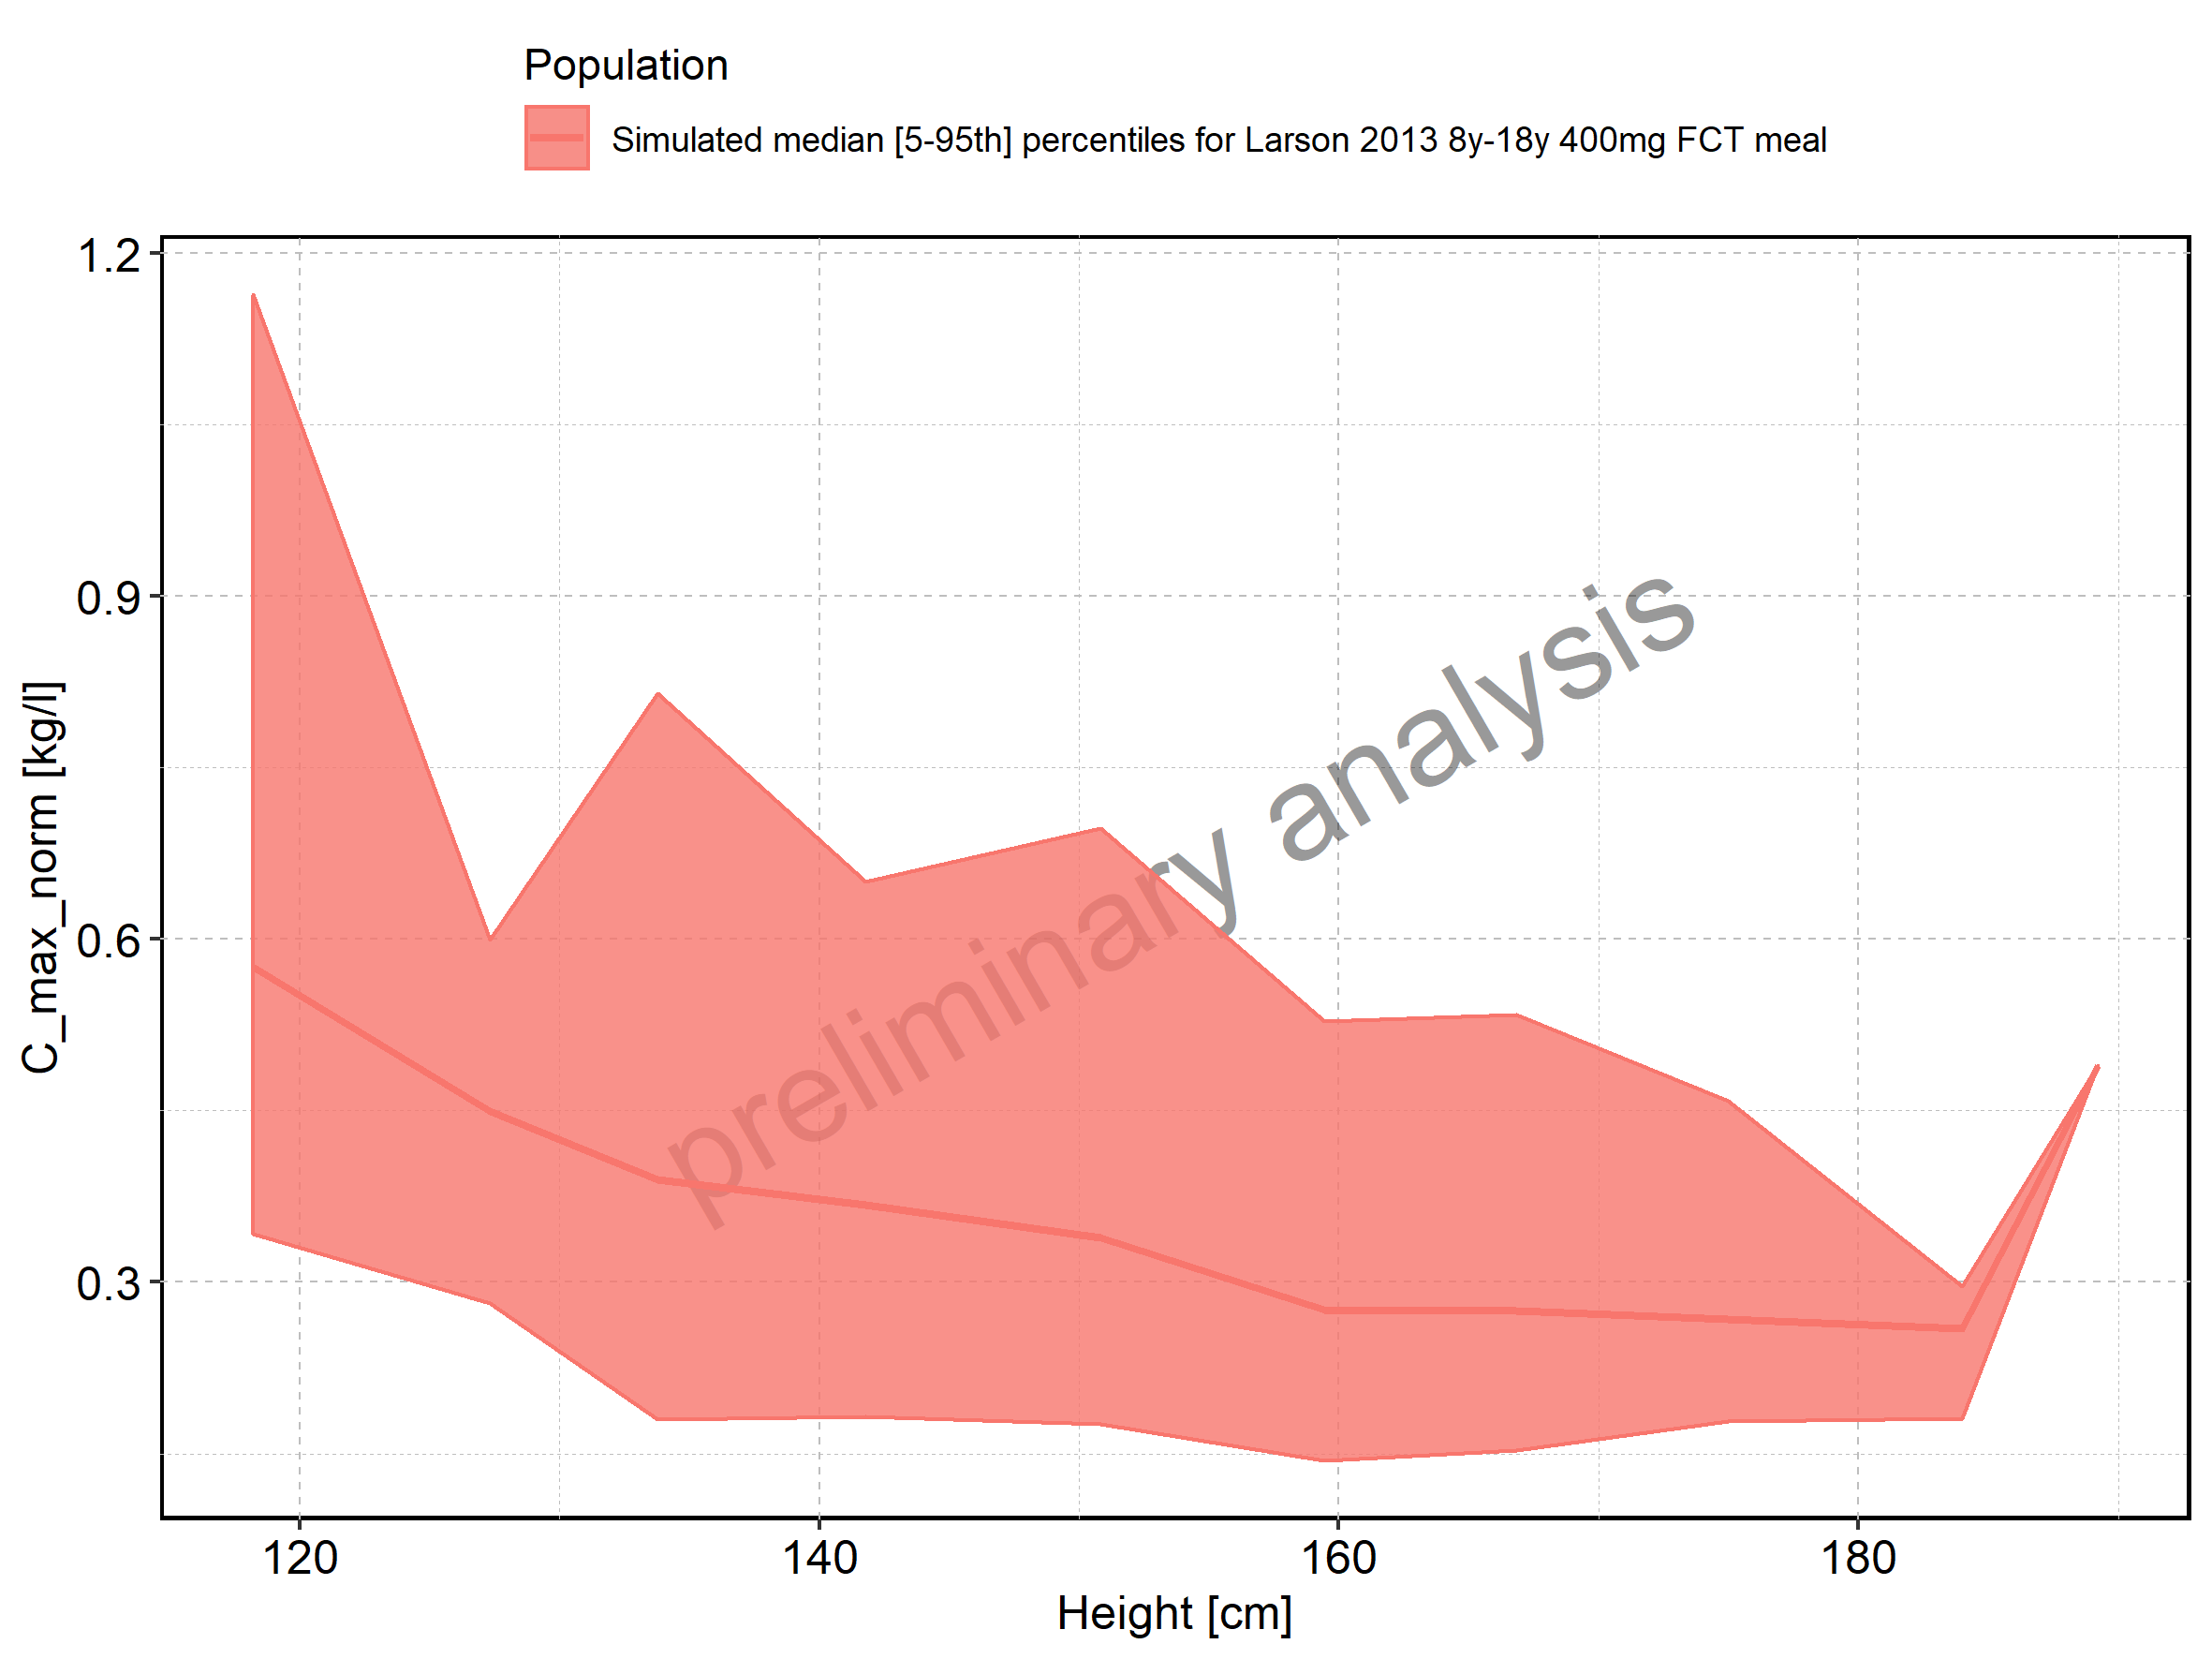 Population
Simulated median [5-95th] percentiles for Larson 2013 8y-18y 400mg FCT meal
1.2
0.9
0.6
0.3
C_max_norm [kg/l]
preliminary analysis
120 140 160 180
Height [cm]